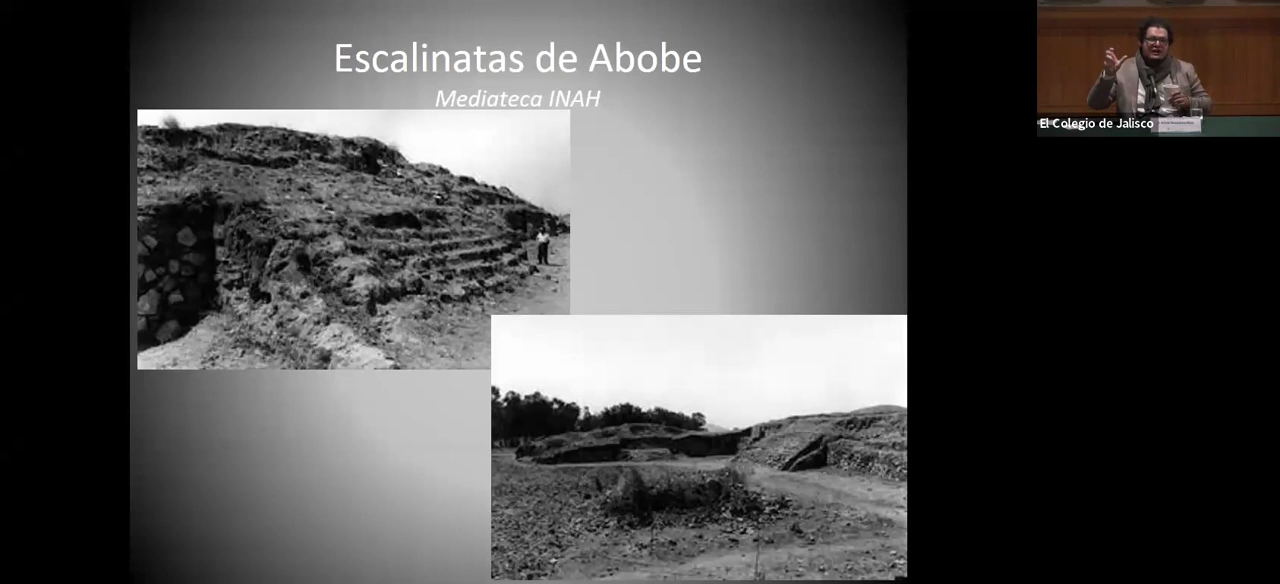 Escalinatas de Abobe
Mediateca INAH
El Colegio de Jalisco